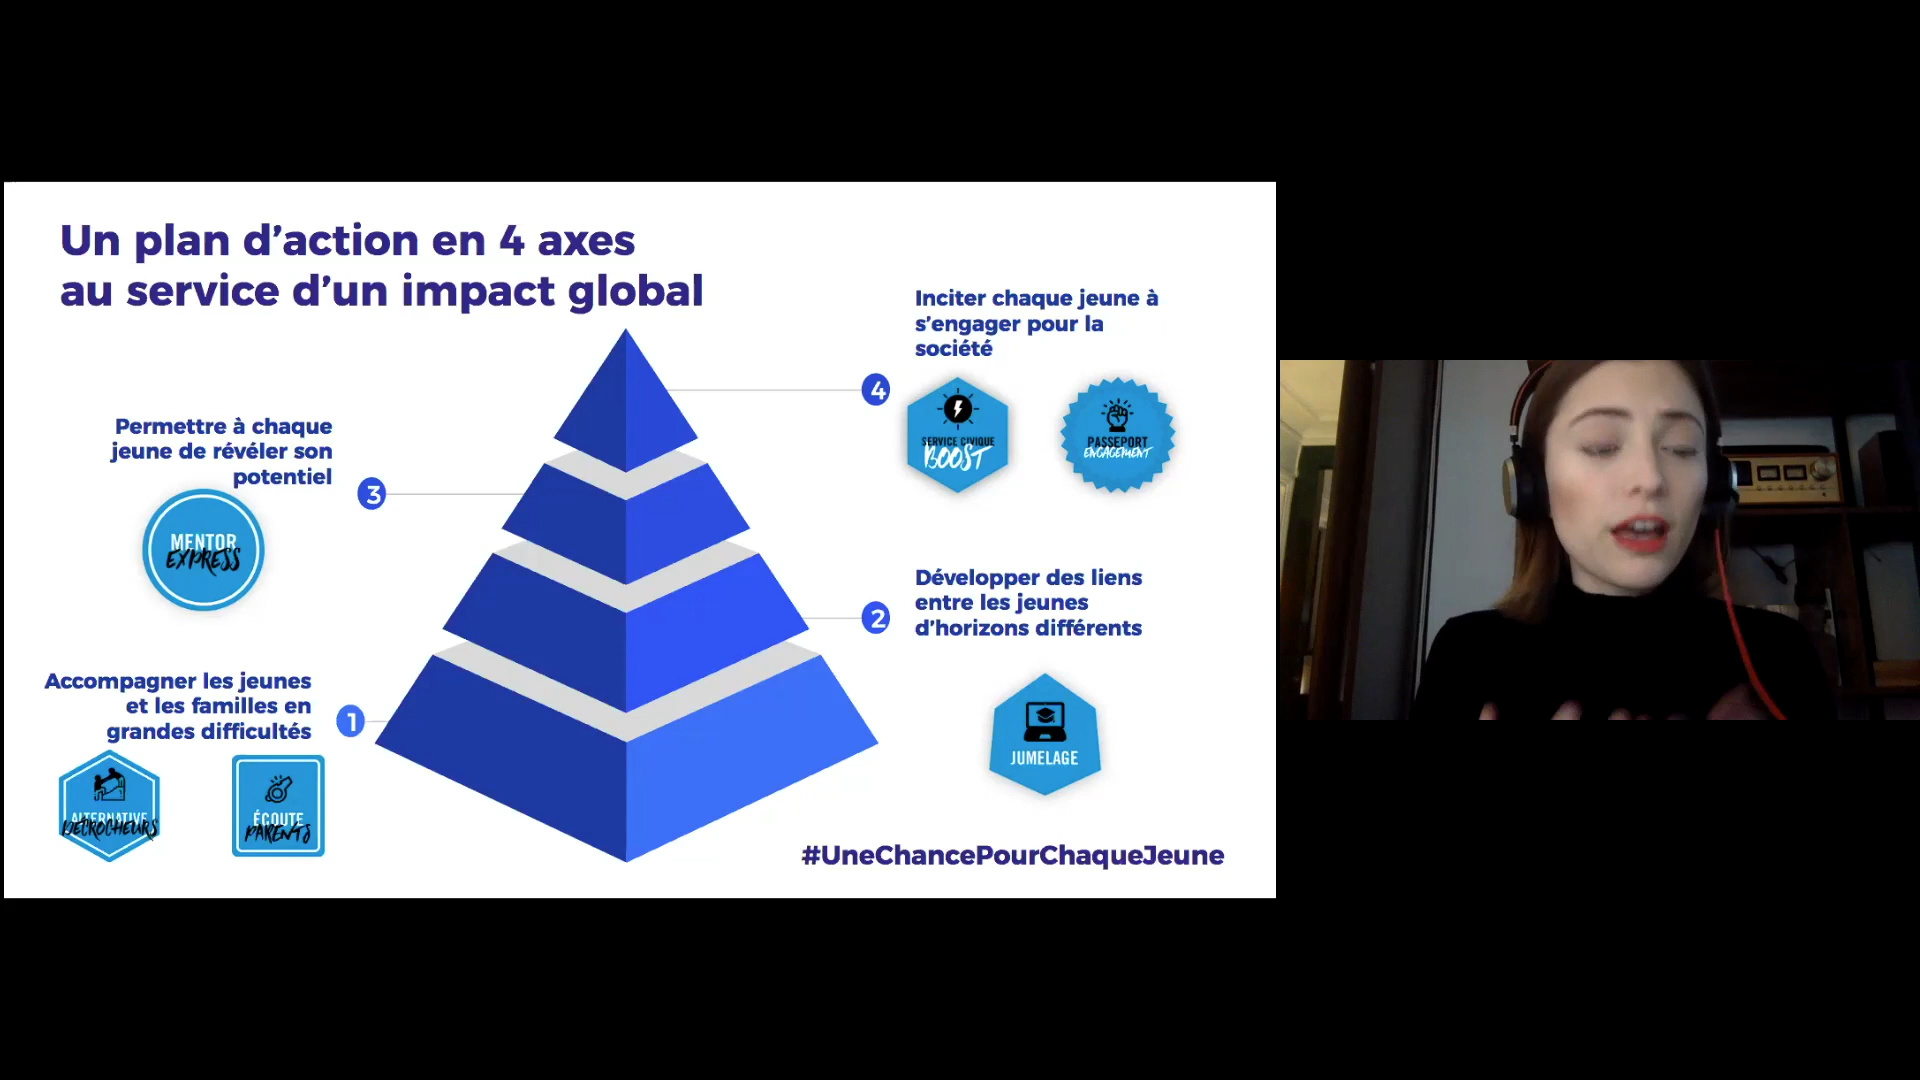 Un plan d’action en 4 axes
au service d’un impact global
Inciter chaque jeune à
s’engager pour la
société
4
SERVICE CIVIQUE
BOOST
PASSEPORT
ENGAGEMENT
Permettre à chaque
jeune de révéler son
potentiel
3
MENTOR
EXPRESS
Développer des liens
entre les jeunes
d’horizons différents
2
JUMELAGE
Accompagner les jeunes
et les familles en
grandes difficultés
1
ALTERNATIVE
DÉCROCHEURS
ÉCOUTE
PARENTS
#UneChancePourChaqueJeune